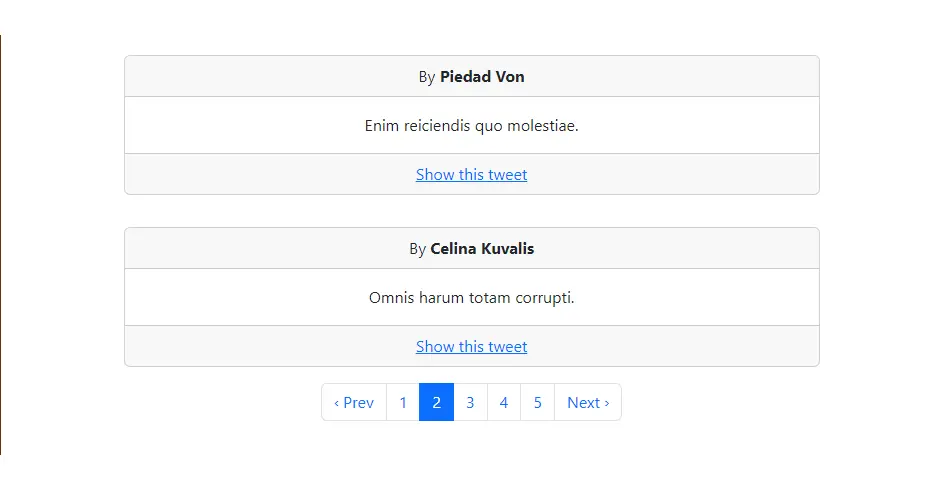 By Piedad Von
Enim reiciendis quo molestiae.
Show this tweet
By Celina Kuvalis
Omnis harum totam corrupti.
Show this tweet
‹ Prev 1 2 3 4 5 Next ›